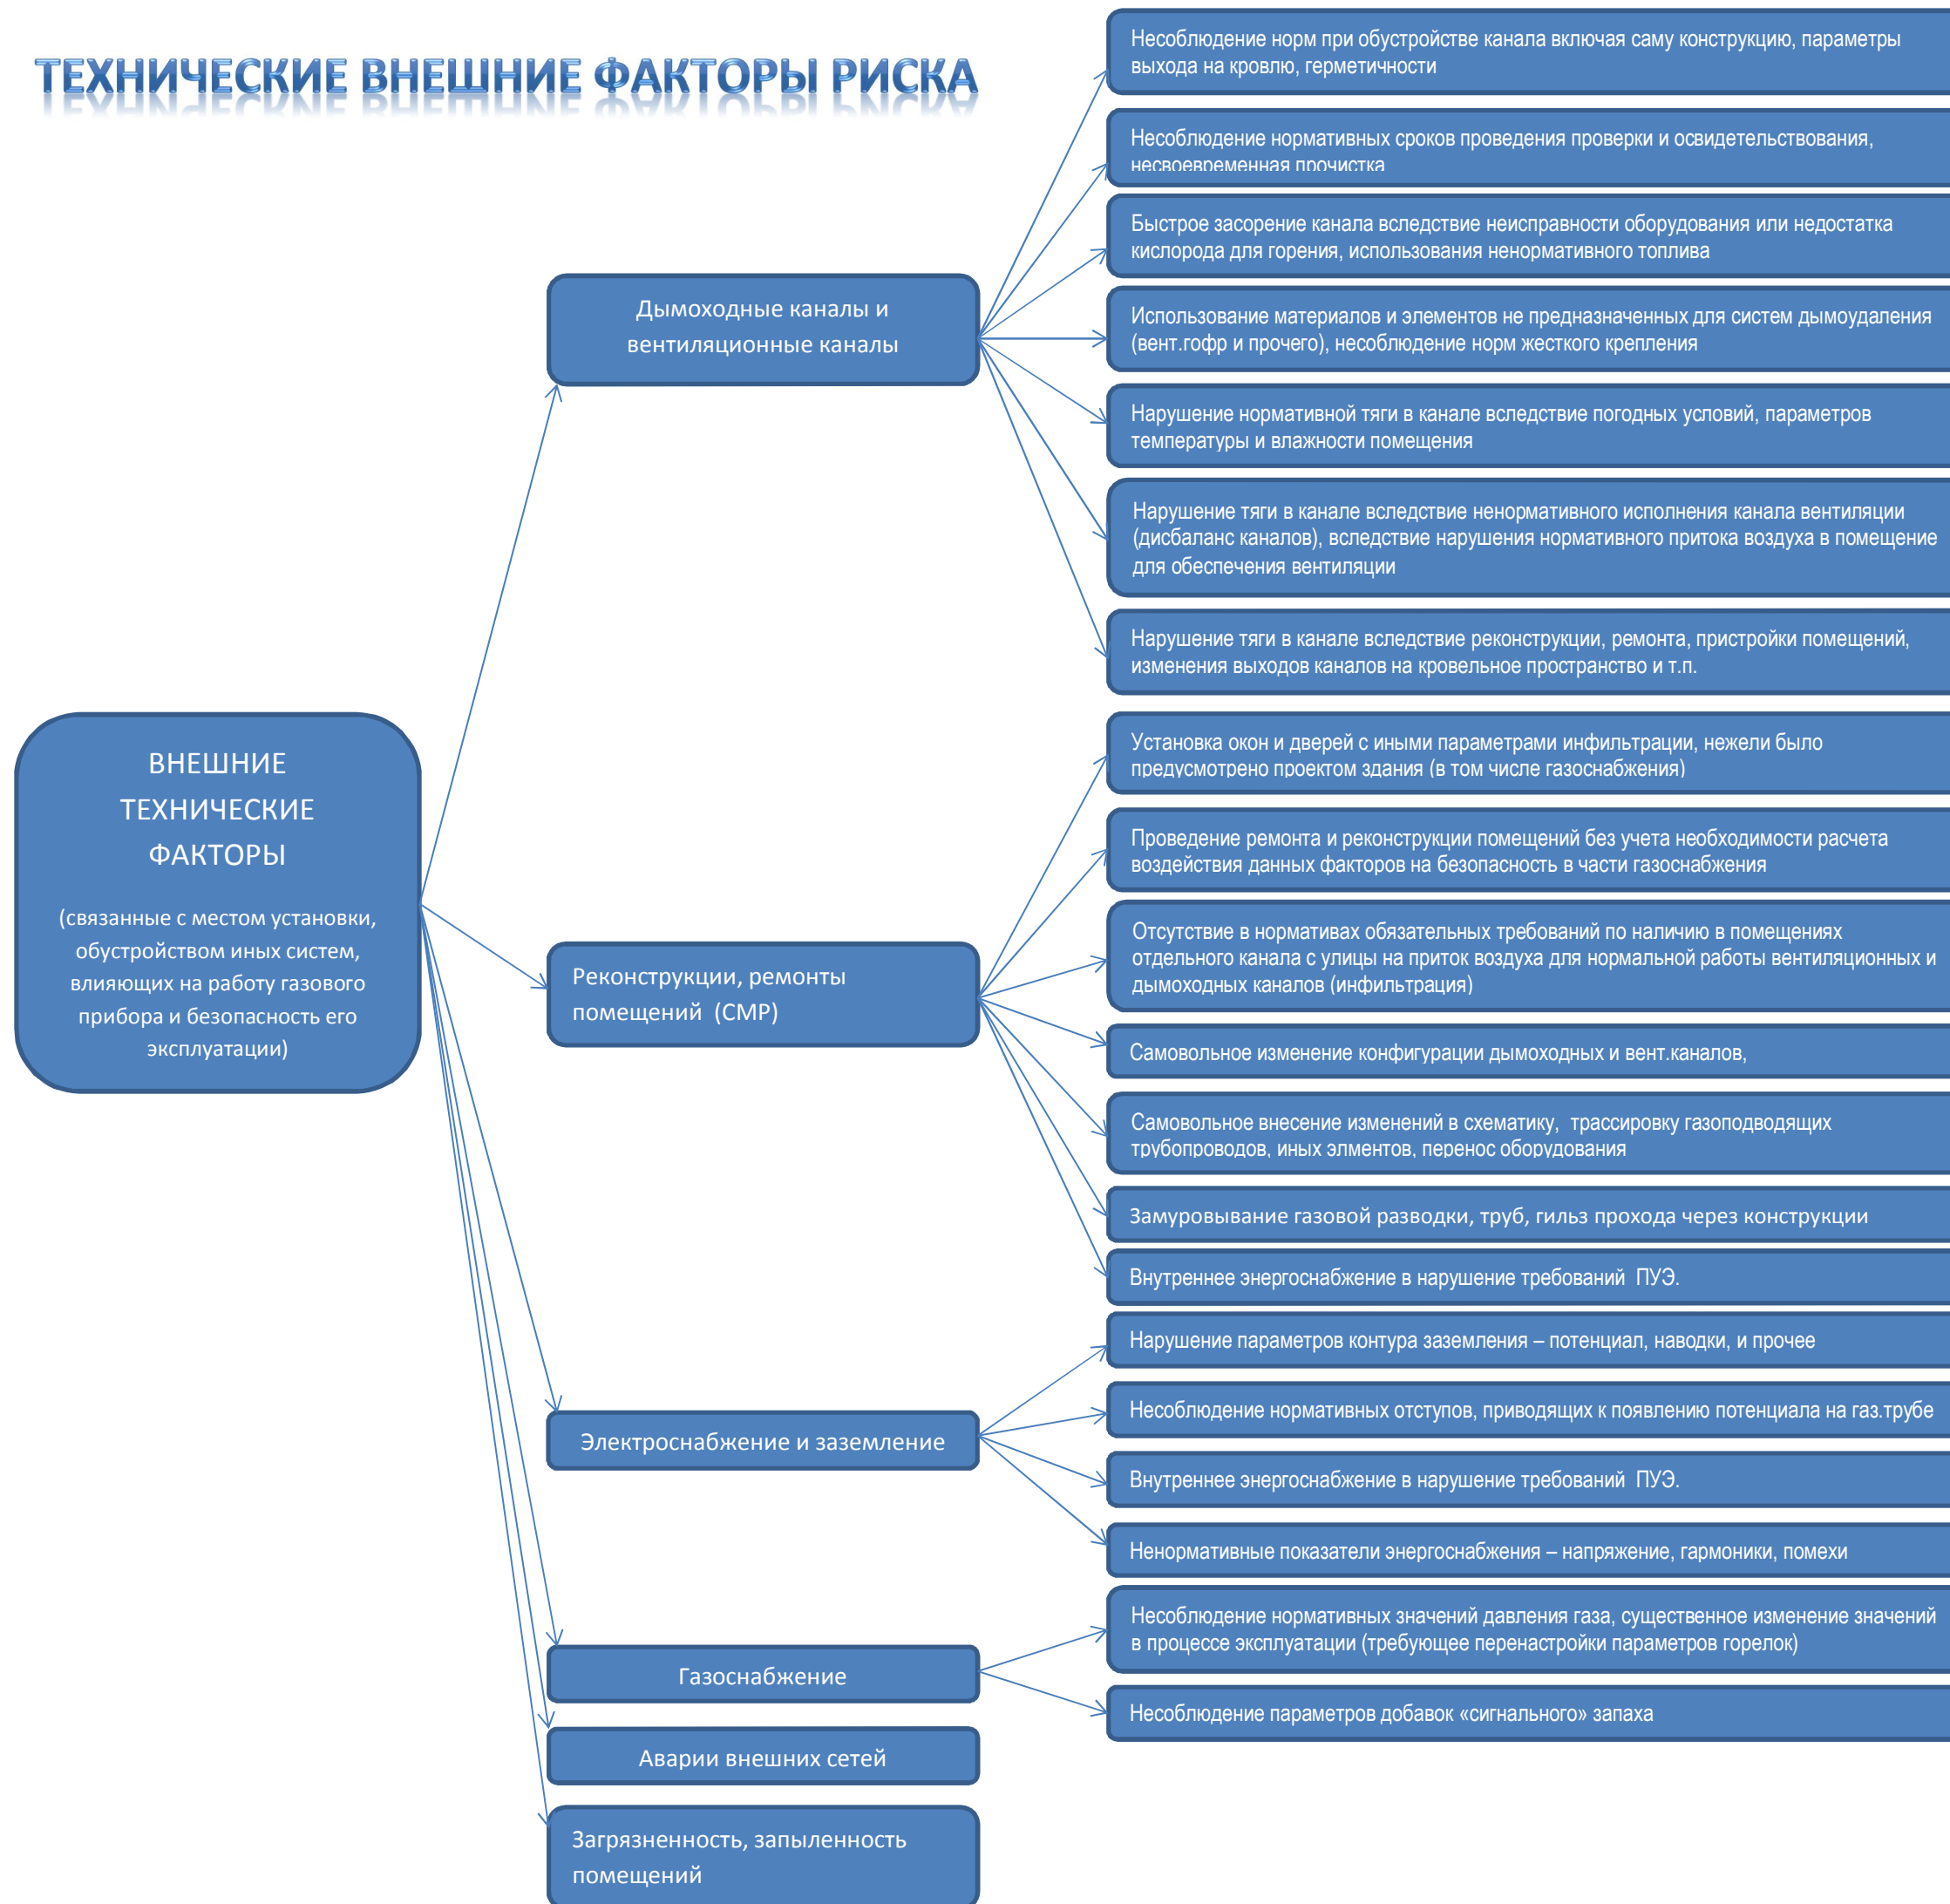 ТЕХНИЧЕСКИЕ ВНЕШНИЕ ФАКТОРЫ РИСКА
ВНЕШНИЕ
ТЕХНИЧЕСКИЕ
ФАКТОРЫ
(связанные с местом установки,
обустройством иных систем,
влияющих на работу газового
прибора и безопасность его
эксплуатации)
Дымоходные каналы и
вентиляционные каналы
Несоблюдение норм при обустройстве канала включая саму конструкцию, параметры
выхода на кровлю, герметичности
Несоблюдение нормативных сроков проведения проверки и освидетельствования,
несвоевременная прочистка
Быстрое засорение канала вследствие неисправности оборудования или недостатка
кислорода для горения, использования ненормативного топлива
Использование материалов и элементов не предназначенных для систем дымоудаления
(вент.гофр и прочего), несоблюдение норм жесткого крепления
Нарушение нормативной тяги в канале вследствие погодных условий, параметров
температуры и влажности помещения
Нарушение тяги в канале вследствие ненормативного исполнения канала вентиляции
(дисбаланс каналов), вследствие нарушения нормативного притока воздуха в помещение
для обеспечения вентиляции
Нарушение тяги в канале вследствие реконструкции, ремонта, пристройки помещений,
изменения выходов каналов на кровельное пространство и т.п.
Реконструкции, ремонты
помещений (СМР)
Установка окон и дверей с иными параметрами инфильтрации, нежели было
предусмотрено проектом здания (в том числе газоснабжения)
Проведение ремонта и реконструкции помещений без учета необходимости расчета
воздействия данных факторов на безопасность в части газоснабжения
Отсутствие в нормативах обязательных требований по наличию в помещениях
отдельного канала с улицы на приток воздуха для нормальной работы вентиляционных и
дымоходных каналов (инфильтрация)
Самовольное изменение конфигурации дымоходных и вент.каналов,
Самовольное внесение изменений в схематику, трассировку газоподводящих
трубопроводов, иных элментов, перенос оборудования
Замуровывание газовой разводки, труб, гильз прохода через конструкции
Внутреннее энергоснабжение в нарушение требований ПУЭ.
Электроснабжение и заземление
Нарушение параметров контура заземления – потенциал, наводки, и прочее
Несоблюдение нормативных отступов, приводящих к появлению потенциала на газ.трубе
Внутреннее энергоснабжение в нарушение требований ПУЭ.
Ненормативные показатели энергоснабжения – напряжение, гармоники, помехи
Газоснабжение
Несоблюдение нормативных значений давления газа, существенное изменение значений
в процессе эксплуатации (требующее перенастройки параметров горелок)
Несоблюдение параметров добавок «сигнального» запаха
Аварии внешних сетей
Загрязненность, запыленность
помещений